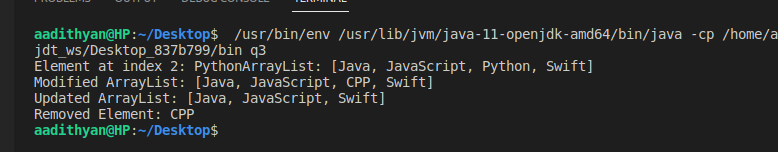 TERMINAL
aadithyan@HP:~/Desktop$ /usr/bin/env /usr/lib/jvm/java-11-openjdk-amd64/bin/java -cp /home/a
jdt_ws/Desktop_837b799/bin q3
Element at index 2: PythonArrayList: [Java, JavaScript, Python, Swift]
Modified ArrayList: [Java, JavaScript, CPP, Swift]
Updated ArrayList: [Java, JavaScript, Swift]
Removed Element: CPP
aadithyan@HP:~/Desktop$